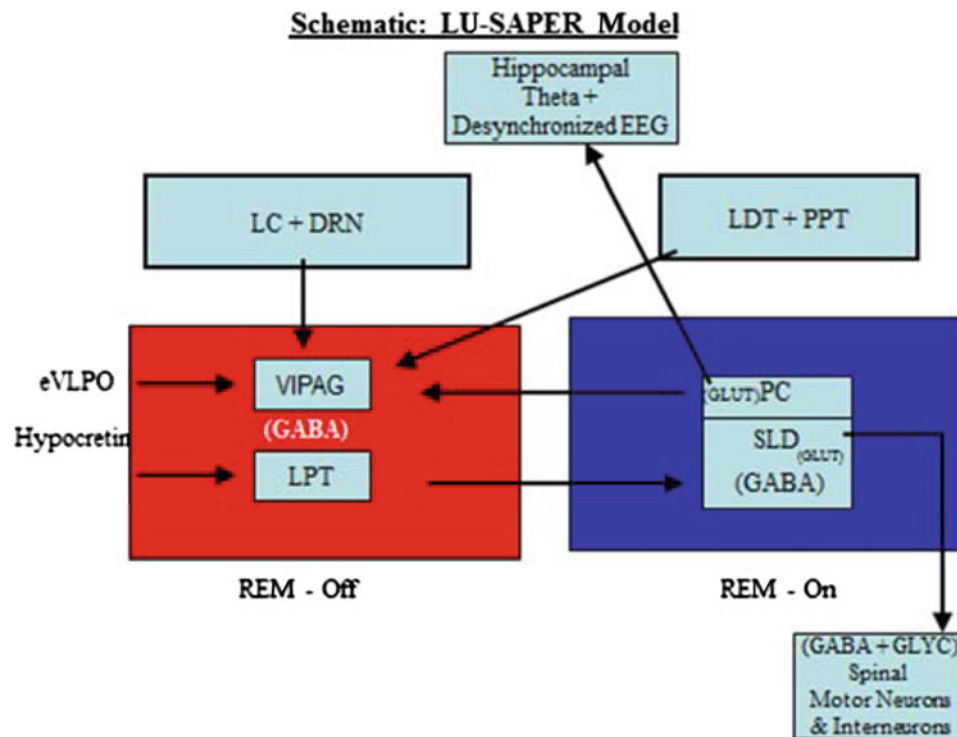 Schematic: LU-SAPER Model
Hippocampal
Theta +
Desynchronized EEG
LC + DRN
LDT + PPT
eVLPO
VIPAG
(GABA)
Hypocretin
LPT
(GLUT)PC
SLD(GLUT)
(GABA)
REM - Off
REM - On
(GABA + GLYC)
Spinal
Motor Neurons
& Interneurons